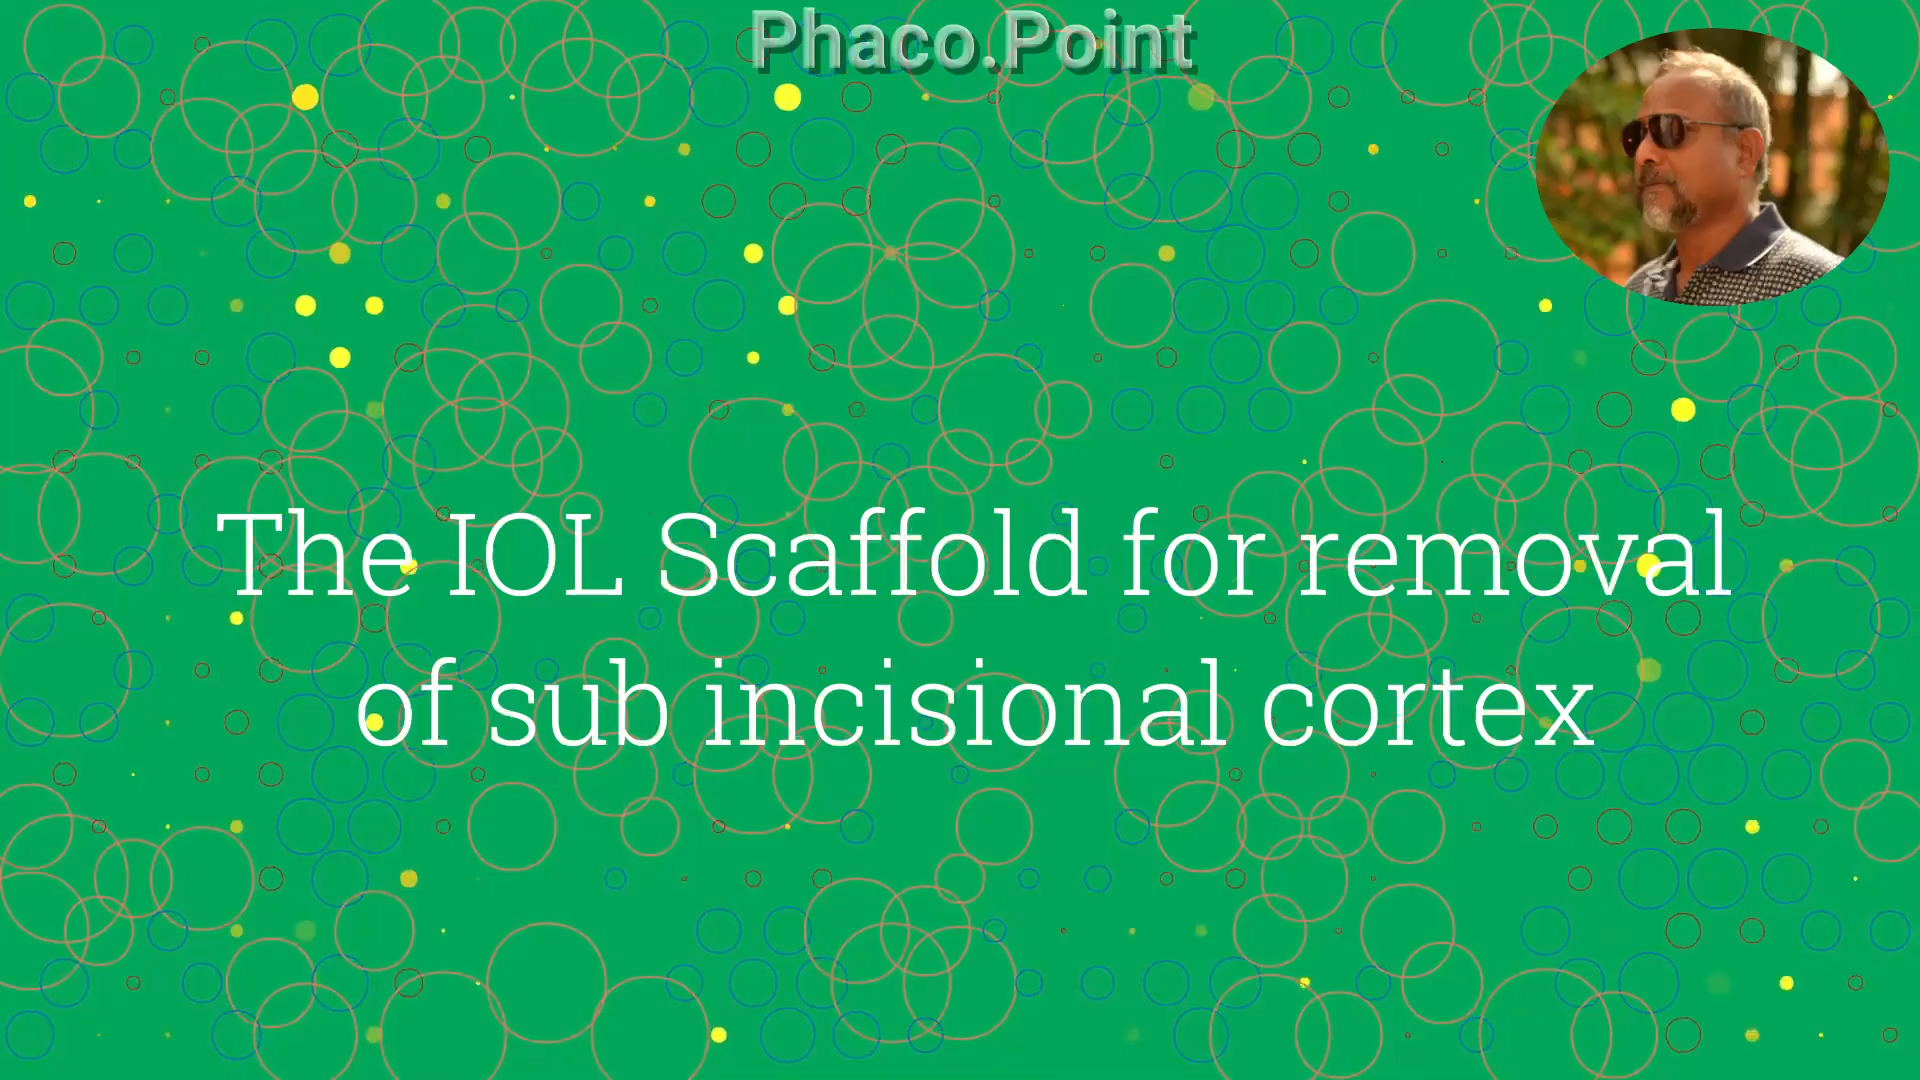 Phaco.Point
The IOL Scaffold for removal
of sub incisional cortex